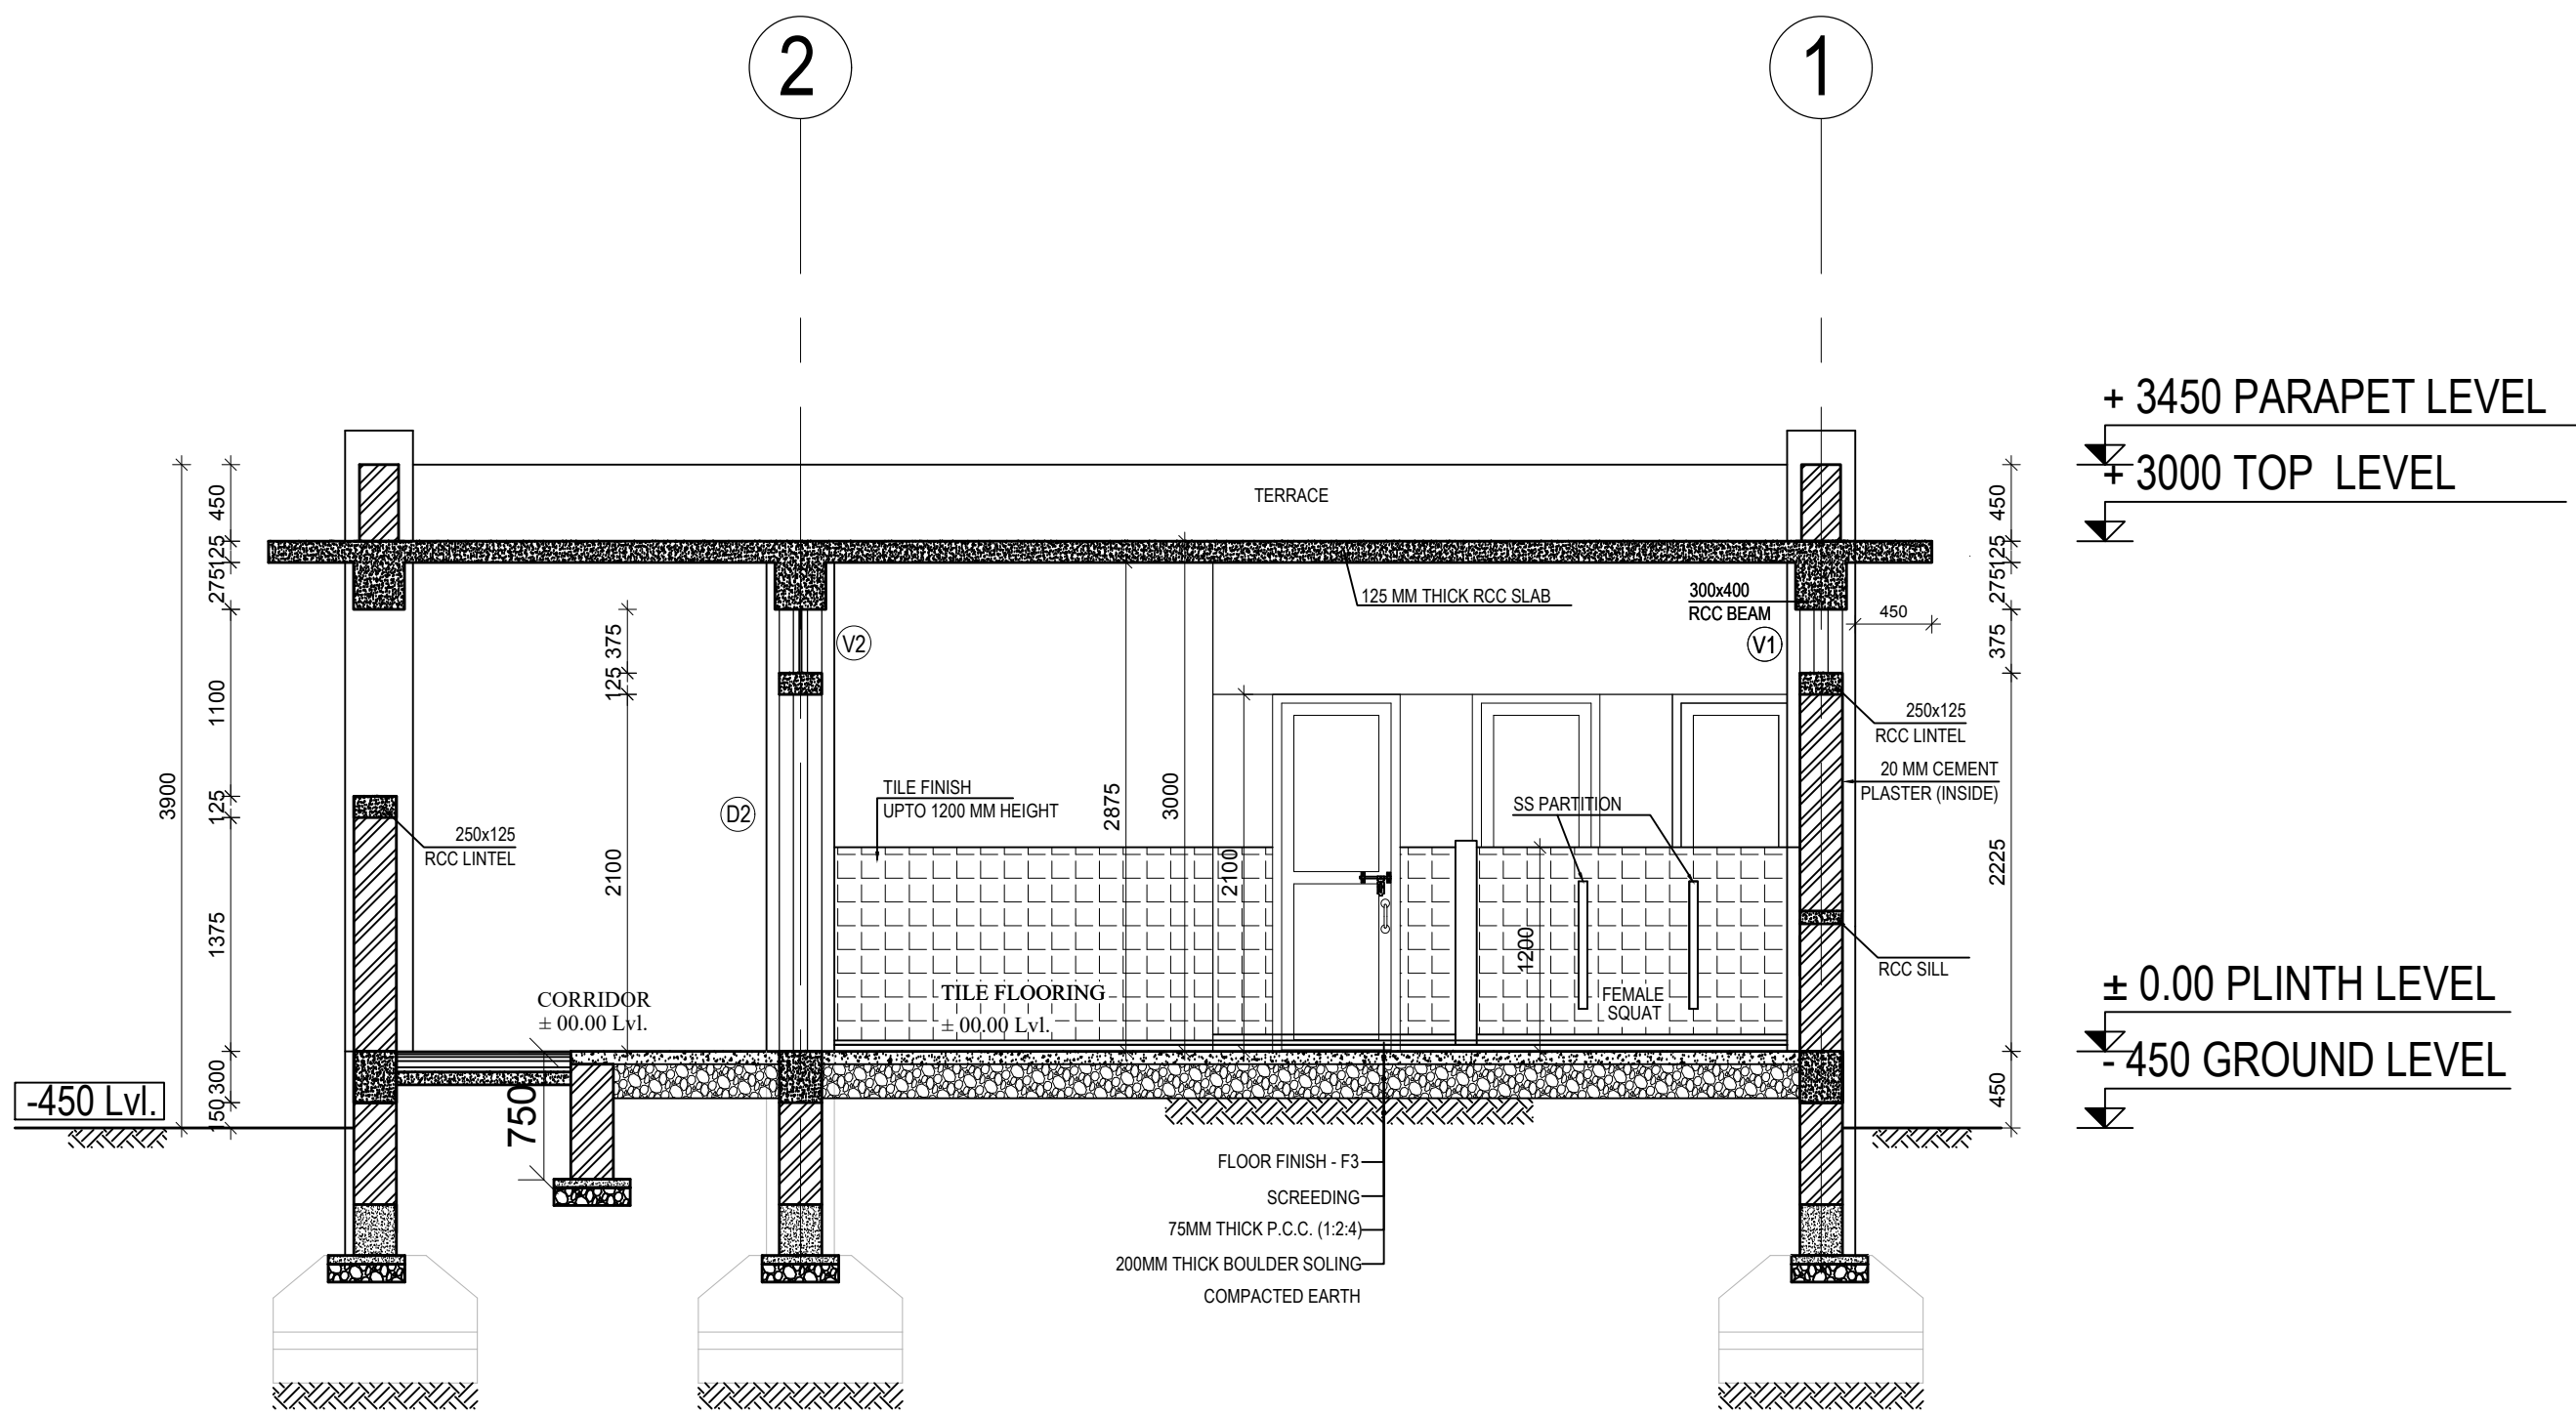 2
1
+ 3450 PARAPET LEVEL
+ 3000 TOP LEVEL
TERRACE
450
125
275
1100
125
1375
300
150
3900
375
125
2100
V2
D2
125 MM THICK RCC SLAB
300x400
RCC BEAM
V1
450
450
125
275
375
2225
450
250x125
RCC LINTEL
20 MM CEMENT
PLASTER (INSIDE)
TILE FINISH
UPTO 1200 MM HEIGHT
2875
3000
2100
SS PARTITION
1200
250x125
RCC LINTEL
RCC SILL
CORRIDOR
± 00.00 Lvl.
TILE FLOORING
± 00.00 Lvl.
FEMALE
SQUAT
± 0.00 PLINTH LEVEL
- 450 GROUND LEVEL
-450 Lvl.
750
FLOOR FINISH - F3
SCREEDING
75MM THICK P.C.C. (1:2:4)
200MM THICK BOULDER SOLING
COMPACTED EARTH